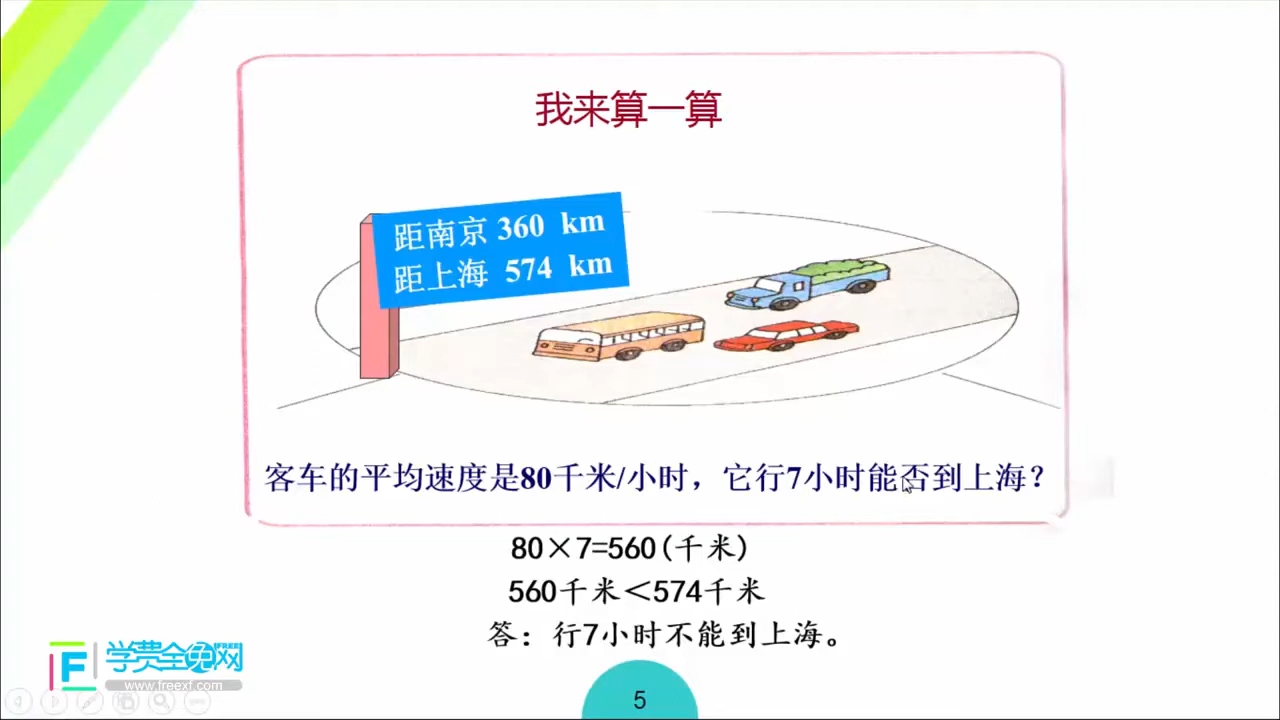 我来算一算
距南京 360 km
距上海 574 km
客车的平均速度是80千米/小时，它行7小时能否到上海？
80×7=560(千米)
560千米＜574千米
答：行7小时不能到上海。
学费全免网
FREE
www.freexf.com
5